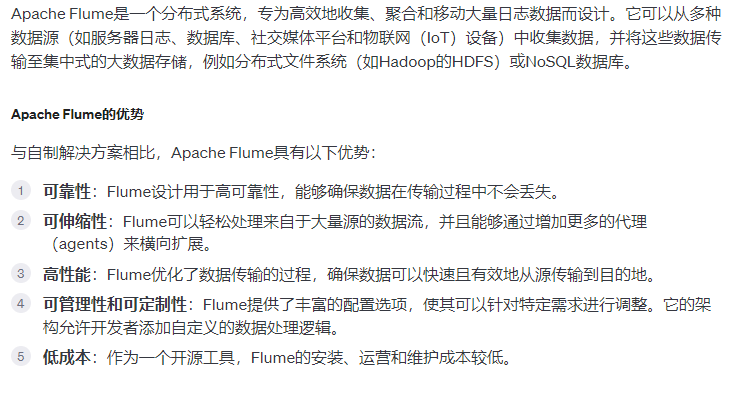 Apache Flume是一个分布式系统，专为高效地收集、聚合和移动大量日志数据而设计。它可以从多种
数据源（如服务器日志、数据库、社交媒体平台和物联网（IoT）设备）中收集数据，并将这些数据传
输至集中式的大数据存储，例如分布式文件系统（如Hadoop的HDFS）或NoSQL数据库。
Apache Flume的优势
与自制解决方案相比，Apache Flume具有以下优势：
1 可靠性：Flume设计用于高可靠性，能够确保数据在传输过程中不会丢失。
2 可伸缩性：Flume可以轻松处理来自于大量源的数据流，并且能够通过增加更多的代理
（agents）来横向扩展。
3 高性能：Flume优化了数据传输的过程，确保数据可以快速且有效地从源传输到目的地。
4 可管理性和可定制性：Flume提供了丰富的配置选项，使其可以针对特定需求进行调整。它的架
构允许开发者添加自定义的数据处理逻辑。
5 低成本：作为一个开源工具，Flume的安装、运营和维护成本较低。